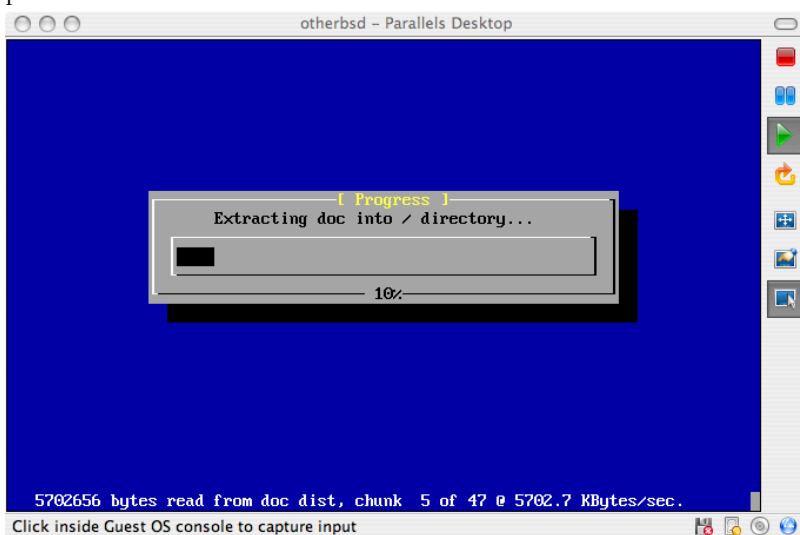 otherbsd – Parallels Desktop
[ Progress ]
Extracting doc into / directory...
10%
5702656 bytes read from doc dist, chunk  5 of 47 @ 5702.7 KBytes/sec.
Click inside Guest OS console to capture input